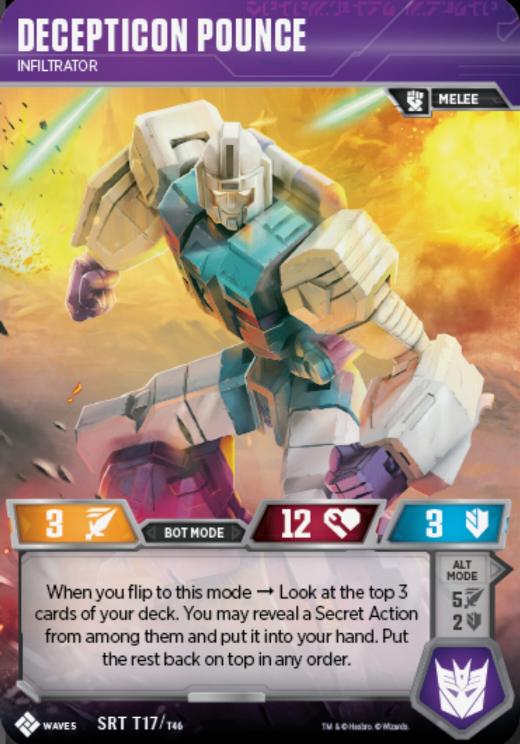 DECEPTICON POUNCE
INFILTRATOR
MELEE
3
BOT MODE
12
3
When you flip to this mode → Look at the top 3
cards of your deck. You may reveal a Secret Action
from among them and put it into your hand. Put
the rest back on top in any order.
ALT
MODE
5
2
WAVE 5
SRT T17/T46
TM & © Hasbro. © Wizards.